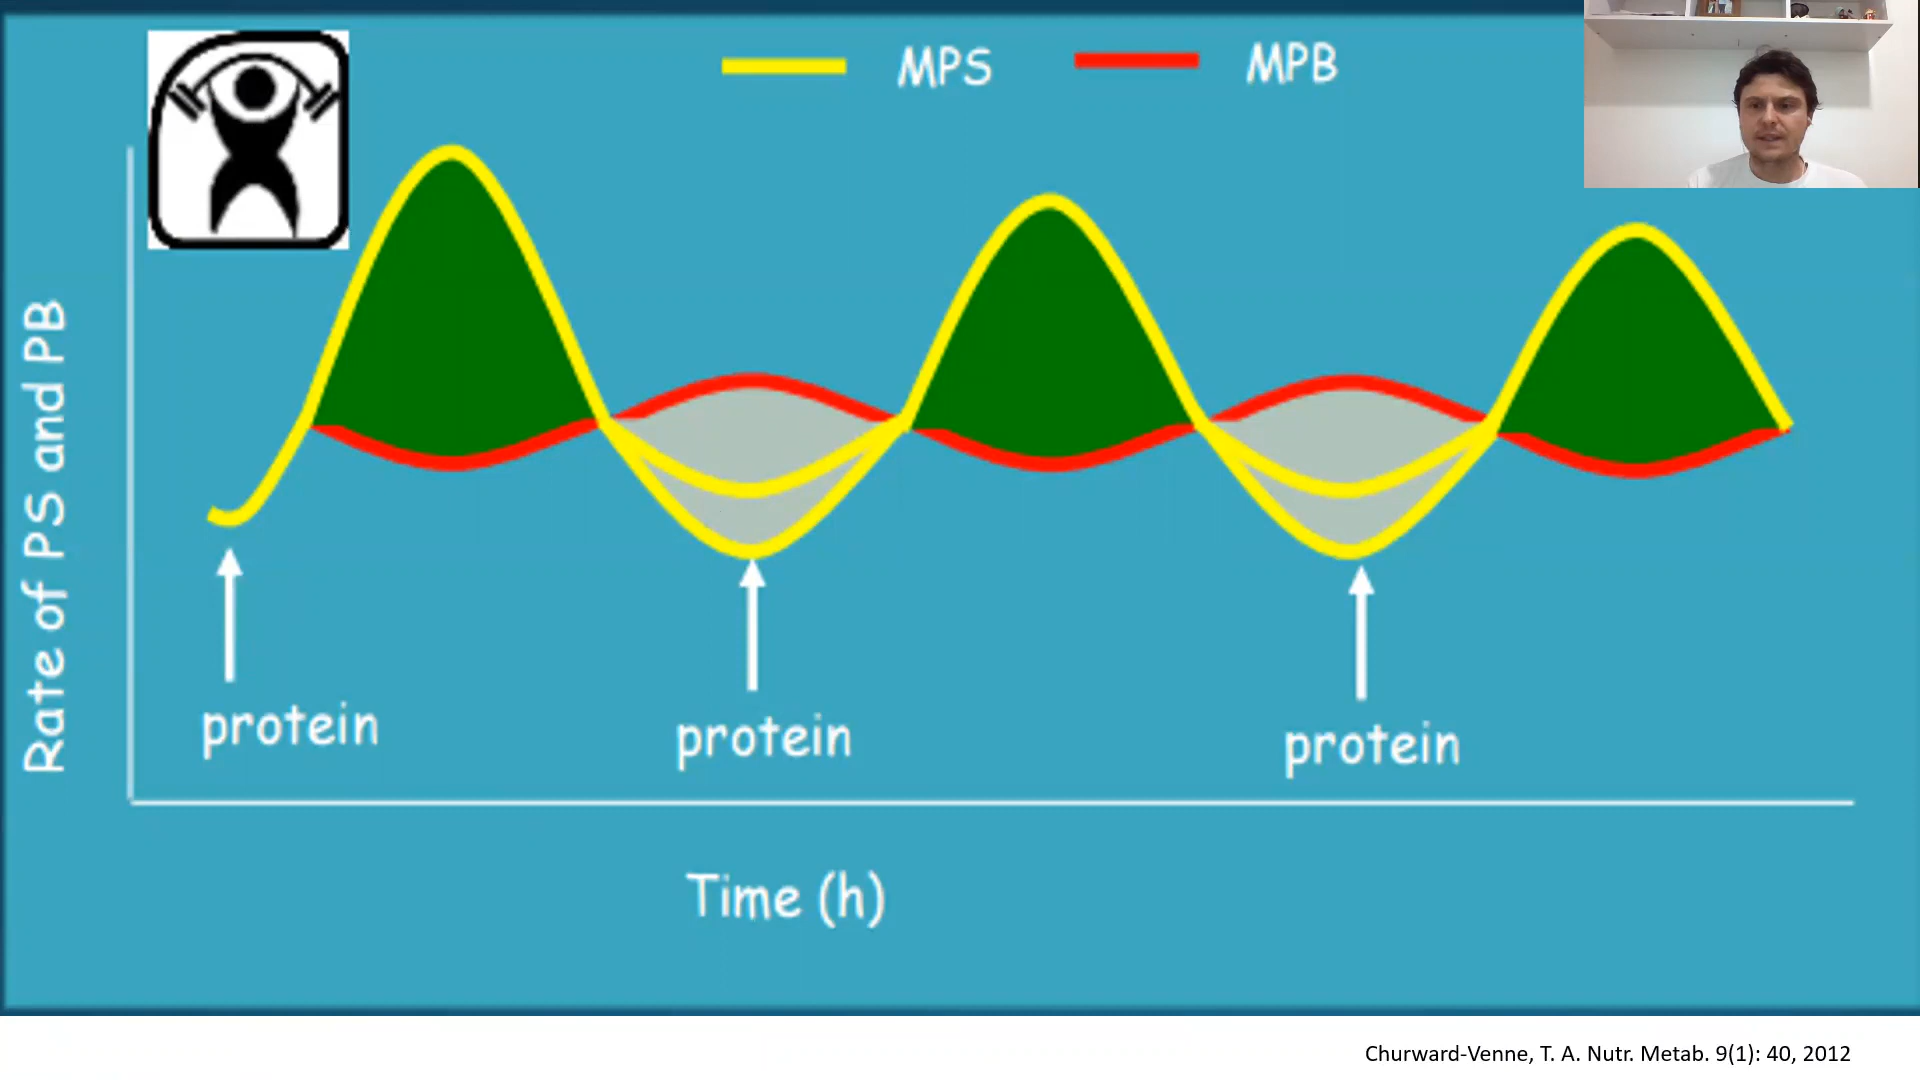 MPS
MPB
Rate of PS and PB
protein
protein
protein
Time (h)
Churward-Venne, T. A. Nutr. Metab. 9(1): 40, 2012